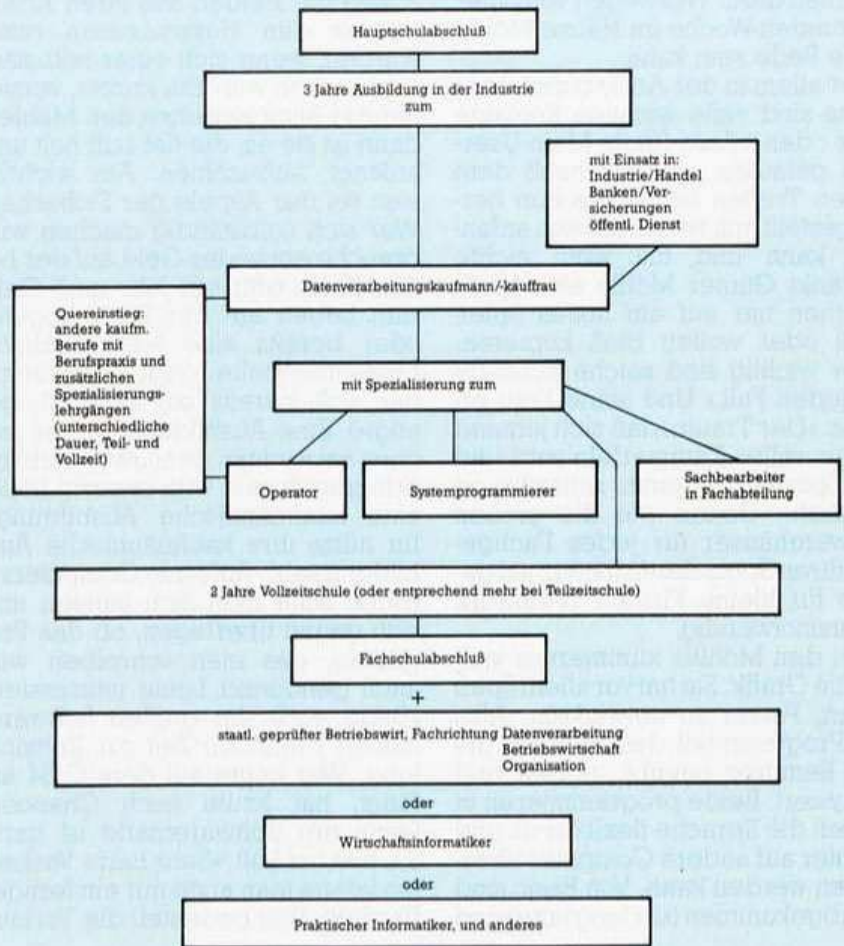 Hauptschulabschluß
3 Jahre Ausbildung in der Industrie
zum
mit Einsatz in:
Industrie/Handel
Banken/Ver-
sicherungen
öffentl. Dienst
Datenverarbeitungskaufmann/-kauffrau
Quereinstieg:
andere kaufm.
Berufe mit
Berufspraxis und
zusätzlichen
Spezialisierungs-
lehrgängen
(unterschiedliche
Dauer, Teil- und
Vollzeit)
mit Spezialisierung zum
Operator
Systemprogrammierer
Sachbearbeiter
in Fachabteilung
2 Jahre Vollzeitschule (oder entprechend mehr bei Teilzeitschule)
Fachschulabschluß
+
staatl. geprüfter Betriebswirt, Fachrichtung Datenverarbeitung
Betriebswirtschaft
Organisation
oder
Wirtschaftsinformatiker
oder
Praktischer Informatiker, und anderes